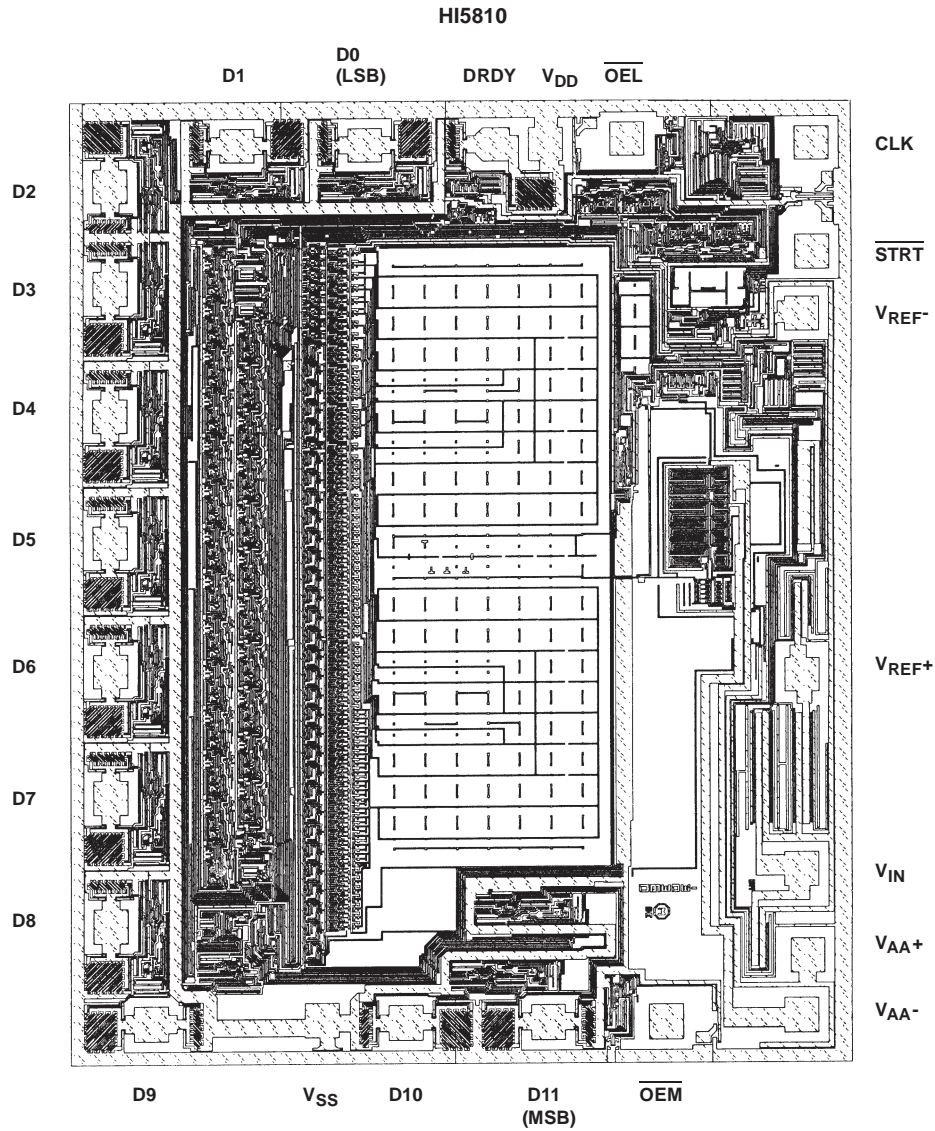 HI5810
D1
D0
(LSB)
DRDY
VDD
OEL
CLK
D2
STRT
D3
VREF-
D4
D5
D6
VREF+
D7
VIN
D8
VAA+
VAA-
D9
VSS
D10
D11
(MSB)
OEM